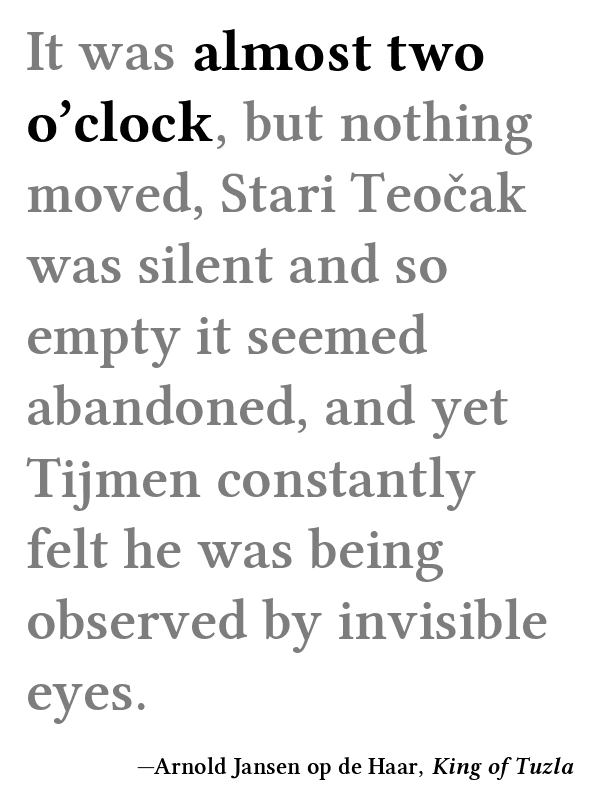 It was almost two
o’clock, but nothing
moved, Stari Teočak
was silent and so
empty it seemed
abandoned, and yet
Tijmen constantly
felt he was being
observed by invisible
eyes.
—Arnold Jansen op de Haar, King of Tuzla